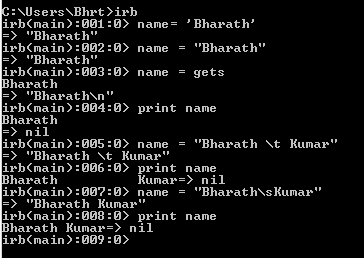 C:\Users\Bhrt>irb
irb(main):001:0> name= 'Bharath'
=> "Bharath"
irb(main):002:0> name = "Bharath"
=> "Bharath"
irb(main):003:0> name = gets
Bharath
=> "Bharath\n"
irb(main):004:0> print name
Bharath
=> nil
irb(main):005:0> name = "Bharath \t Kumar"
=> "Bharath \t Kumar"
irb(main):006:0> print name
Bharath          Kumar=> nil
irb(main):007:0> name = "Bharath\sKumar"
=> "Bharath Kumar"
irb(main):008:0> print name
Bharath Kumar=> nil
irb(main):009:0>